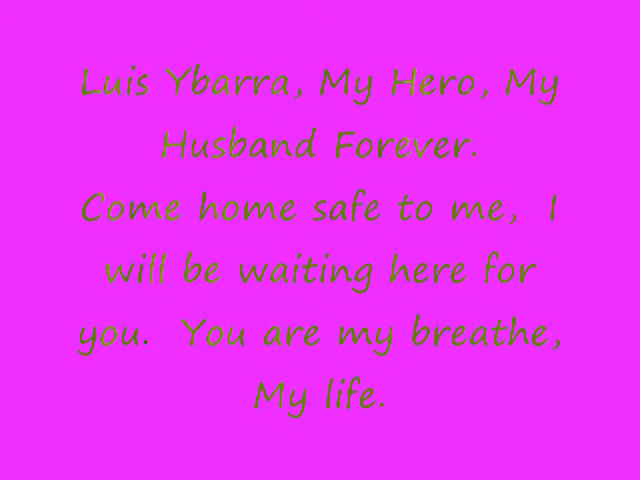 Luis Ybarra, My Hero, My
Husband Forever.
Come home safe to me,  I
will be waiting here for
you.  You are my breathe,
My life.